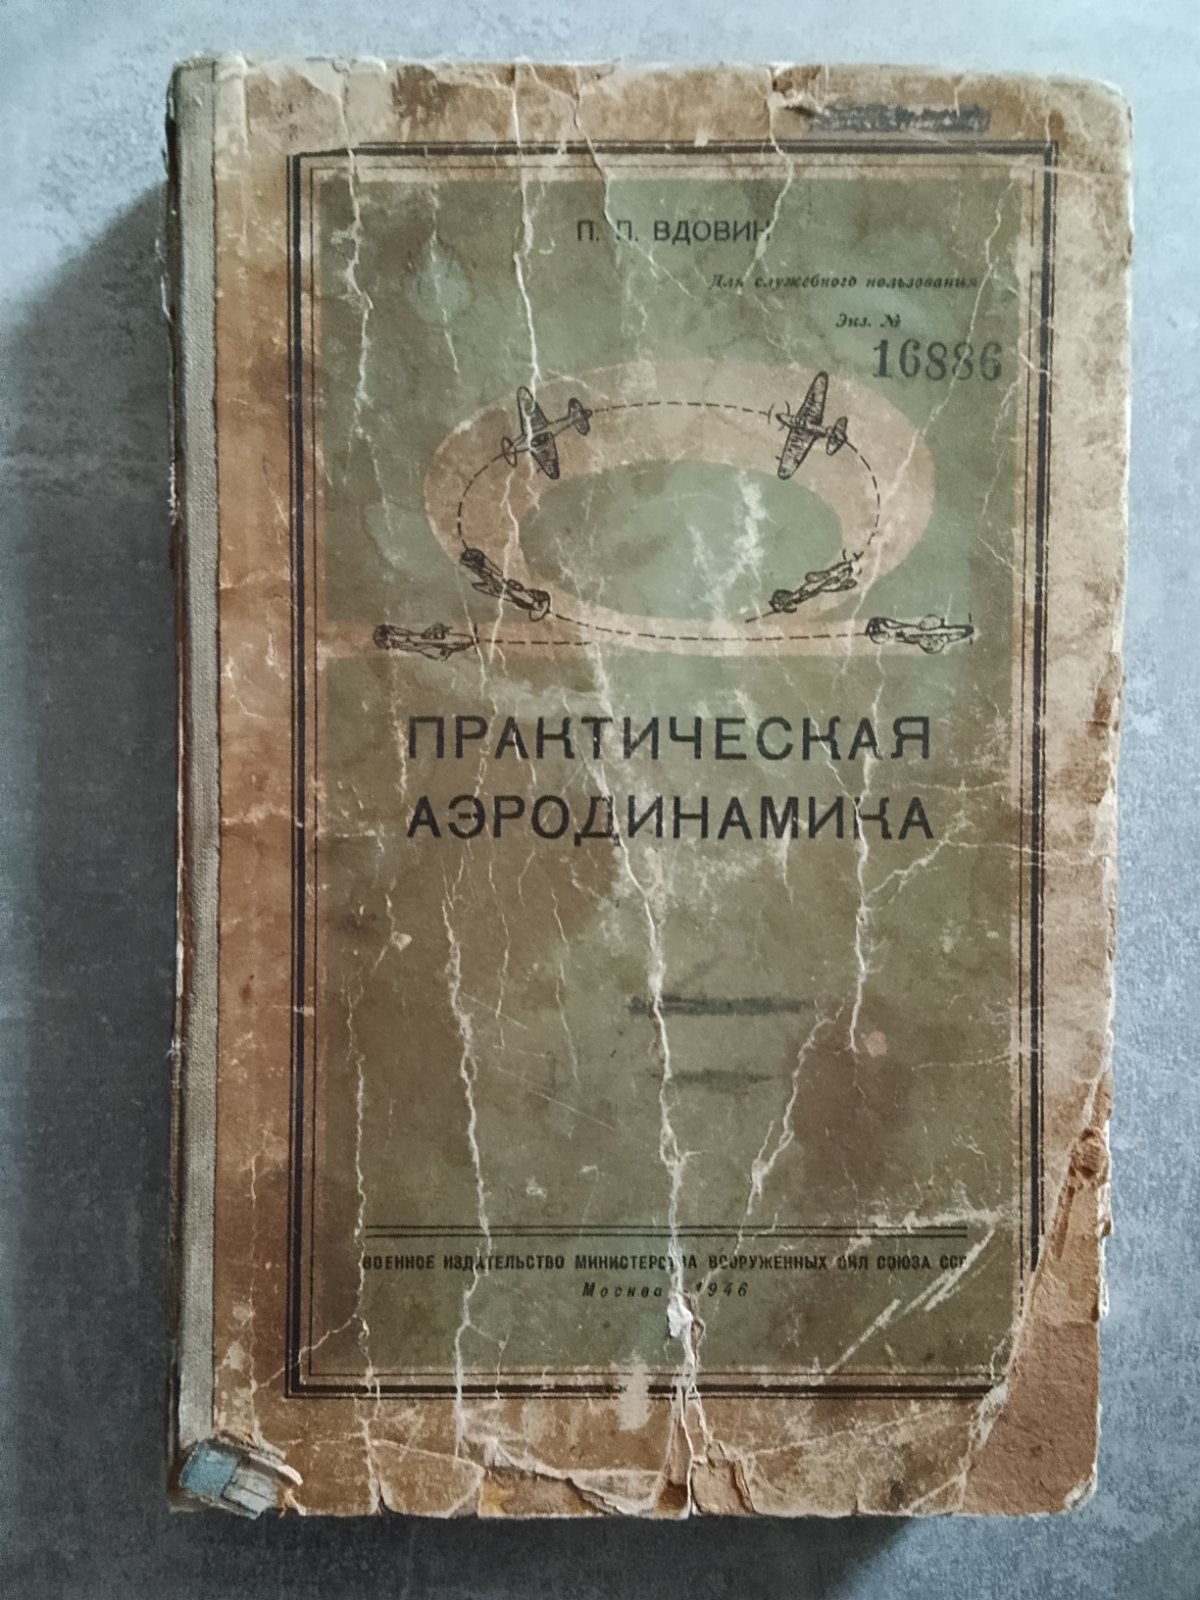 П. П. ВДОВИН
Для служебного пользования
Экз. №
16886
ПРАКТИЧЕСКАЯ
АЭРОДИНАМИКА
ВОЕННОЕ ИЗДАТЕЛЬСТВО МИНИСТЕРСТВА ВООРУЖЕННЫХ СИЛ СОЮЗА ССР
Москва 1946